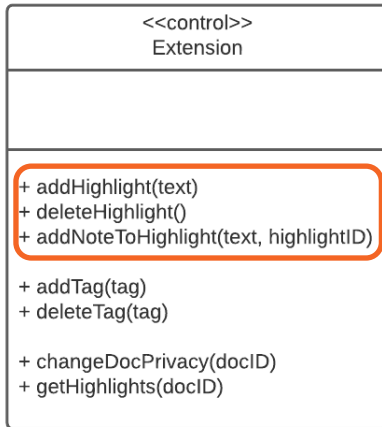 <<control>>
Extension
+ addHighlight(text)
+ deleteHighlight()
+ addNoteToHighlight(text, highlightID)
+ addTag(tag)
+ deleteTag(tag)
+ changeDocPrivacy(docID)
+ getHighlights(docID)